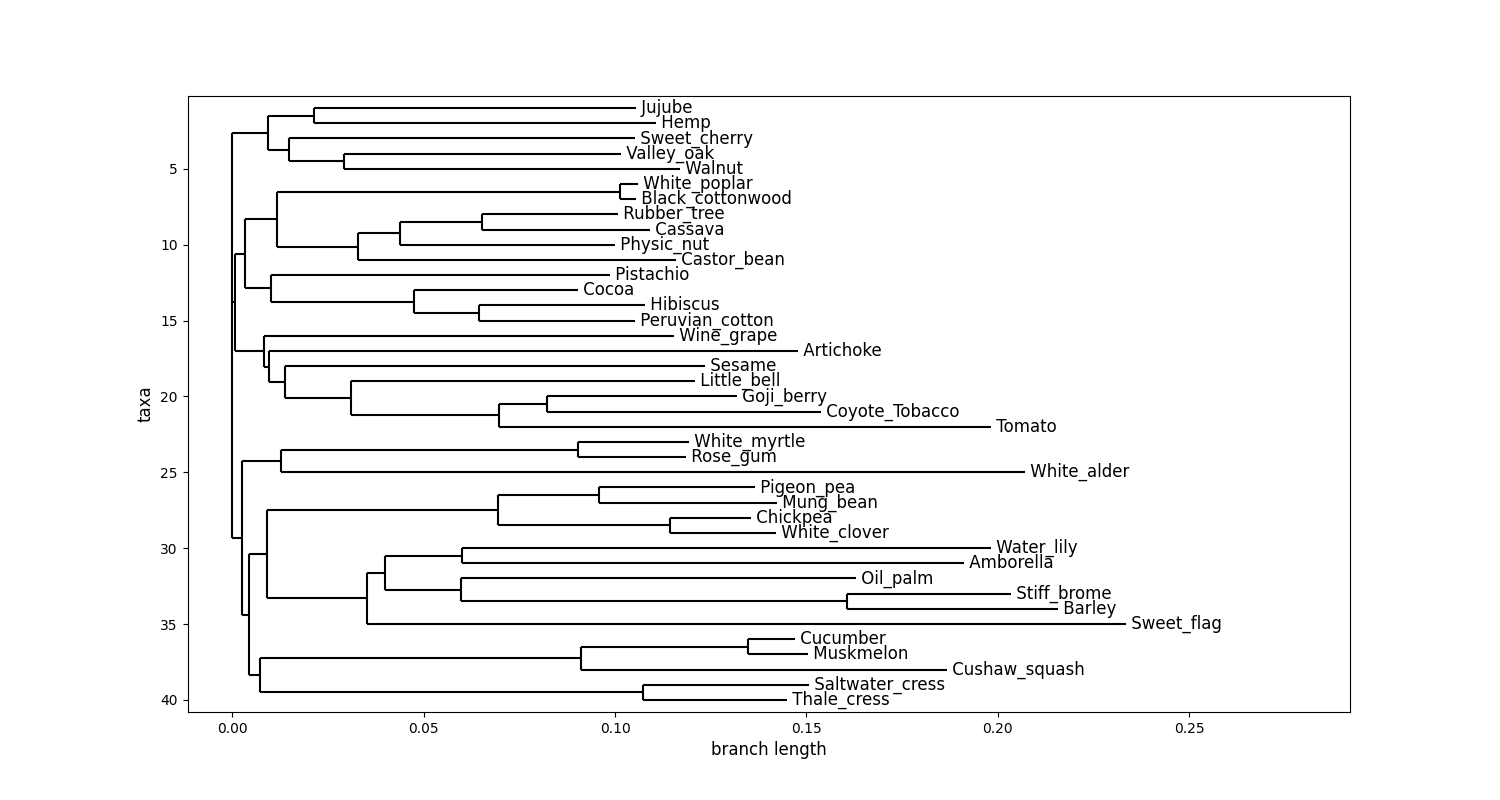 Jujube
Hemp
Sweet_cherry
Valley_oak
5
Walnut
White_poplar
Black_cottonwood
Rubber_tree
Cassava
10
Physic_nut
Castor_bean
Pistachio
Cocoa
Hibiscus
15
Peruvian_cotton
Wine_grape
Artichoke
Sesame
Little_bell
taxa
20
Goji_berry
Coyote_Tobacco
Tomato
White_myrtle
Rose_gum
25
White_alder
Pigeon_pea
Mung_bean
Chickpea
White_clover
30
Water_lily
Amborella
Oil_palm
Stiff_brome
Barley
35
Sweet_flag
Cucumber
Muskmelon
Cushaw_squash
Saltwater_cress
40
Thale_cress
0.00 0.05 0.10 0.15 0.20 0.25
branch length